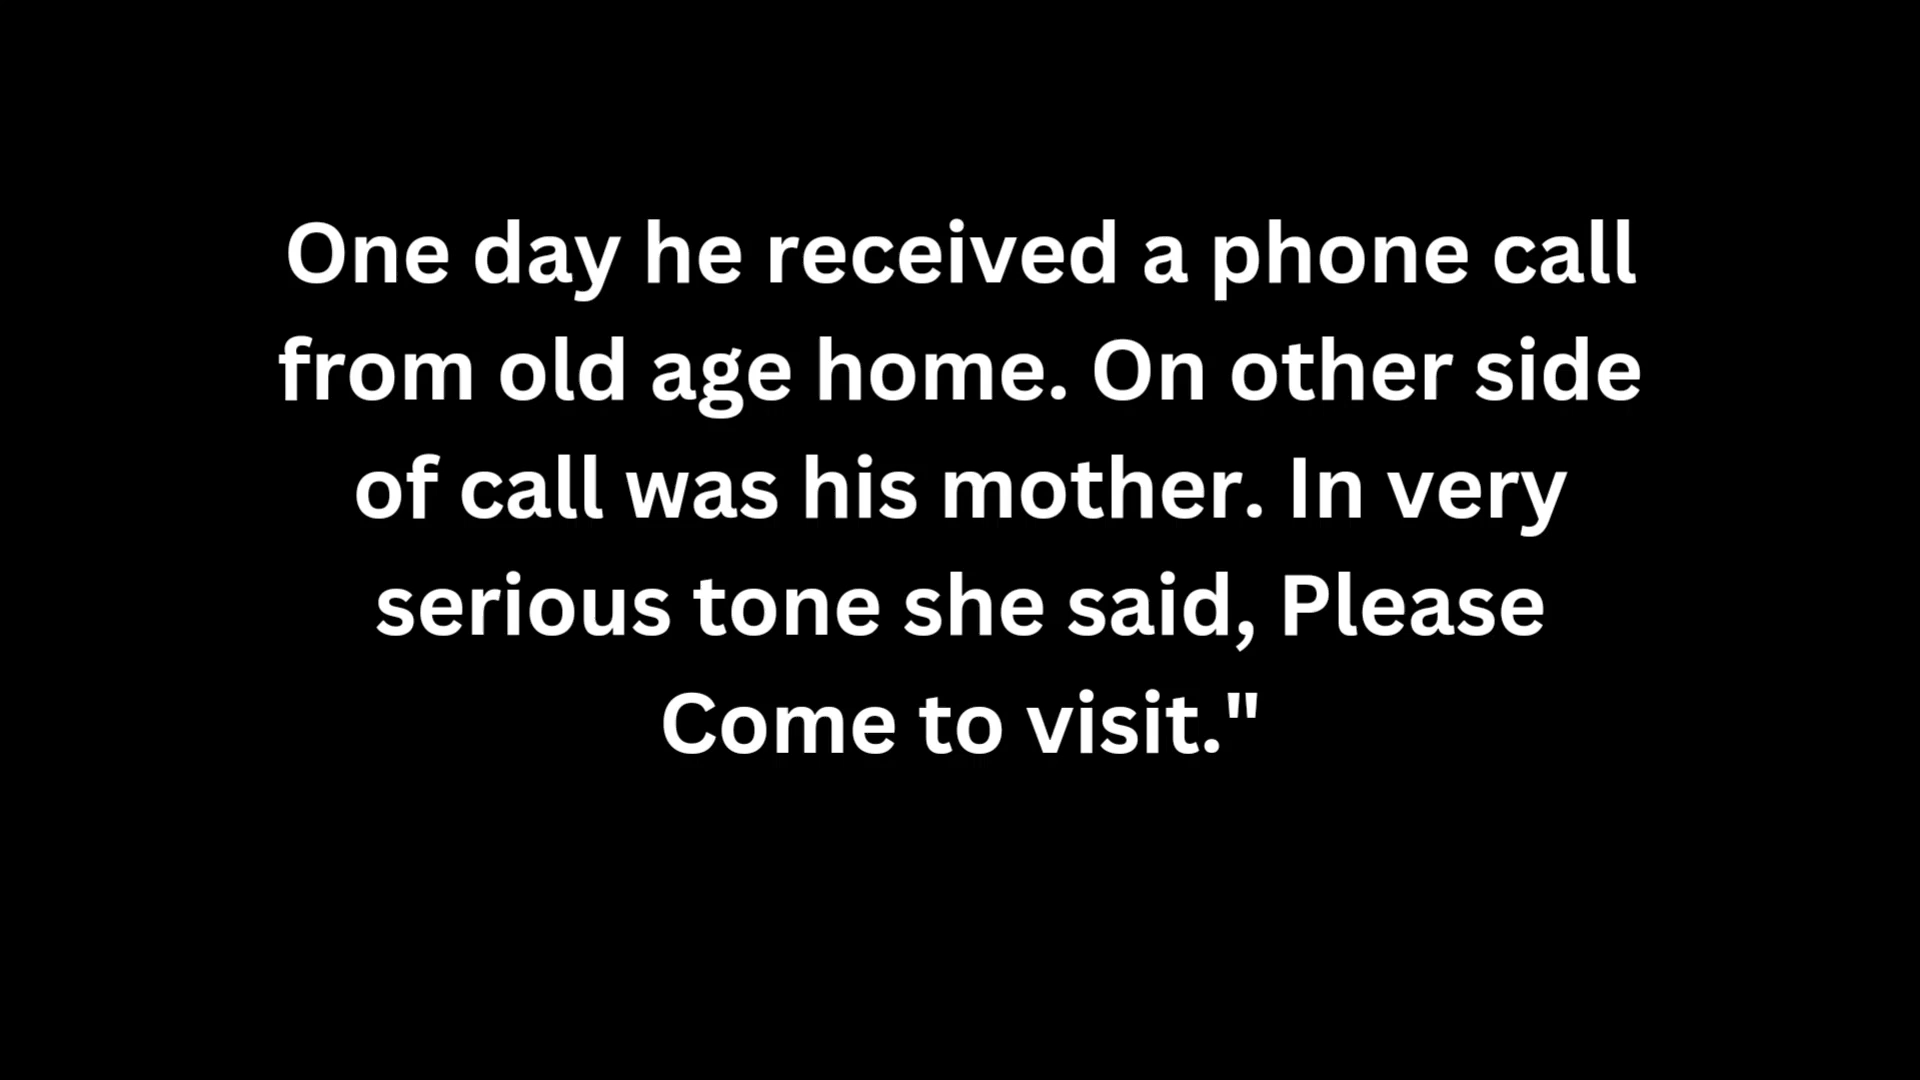 One day he received a phone call
from old age home. On other side
of call was his mother. In very
serious tone she said, Please
Come to visit."